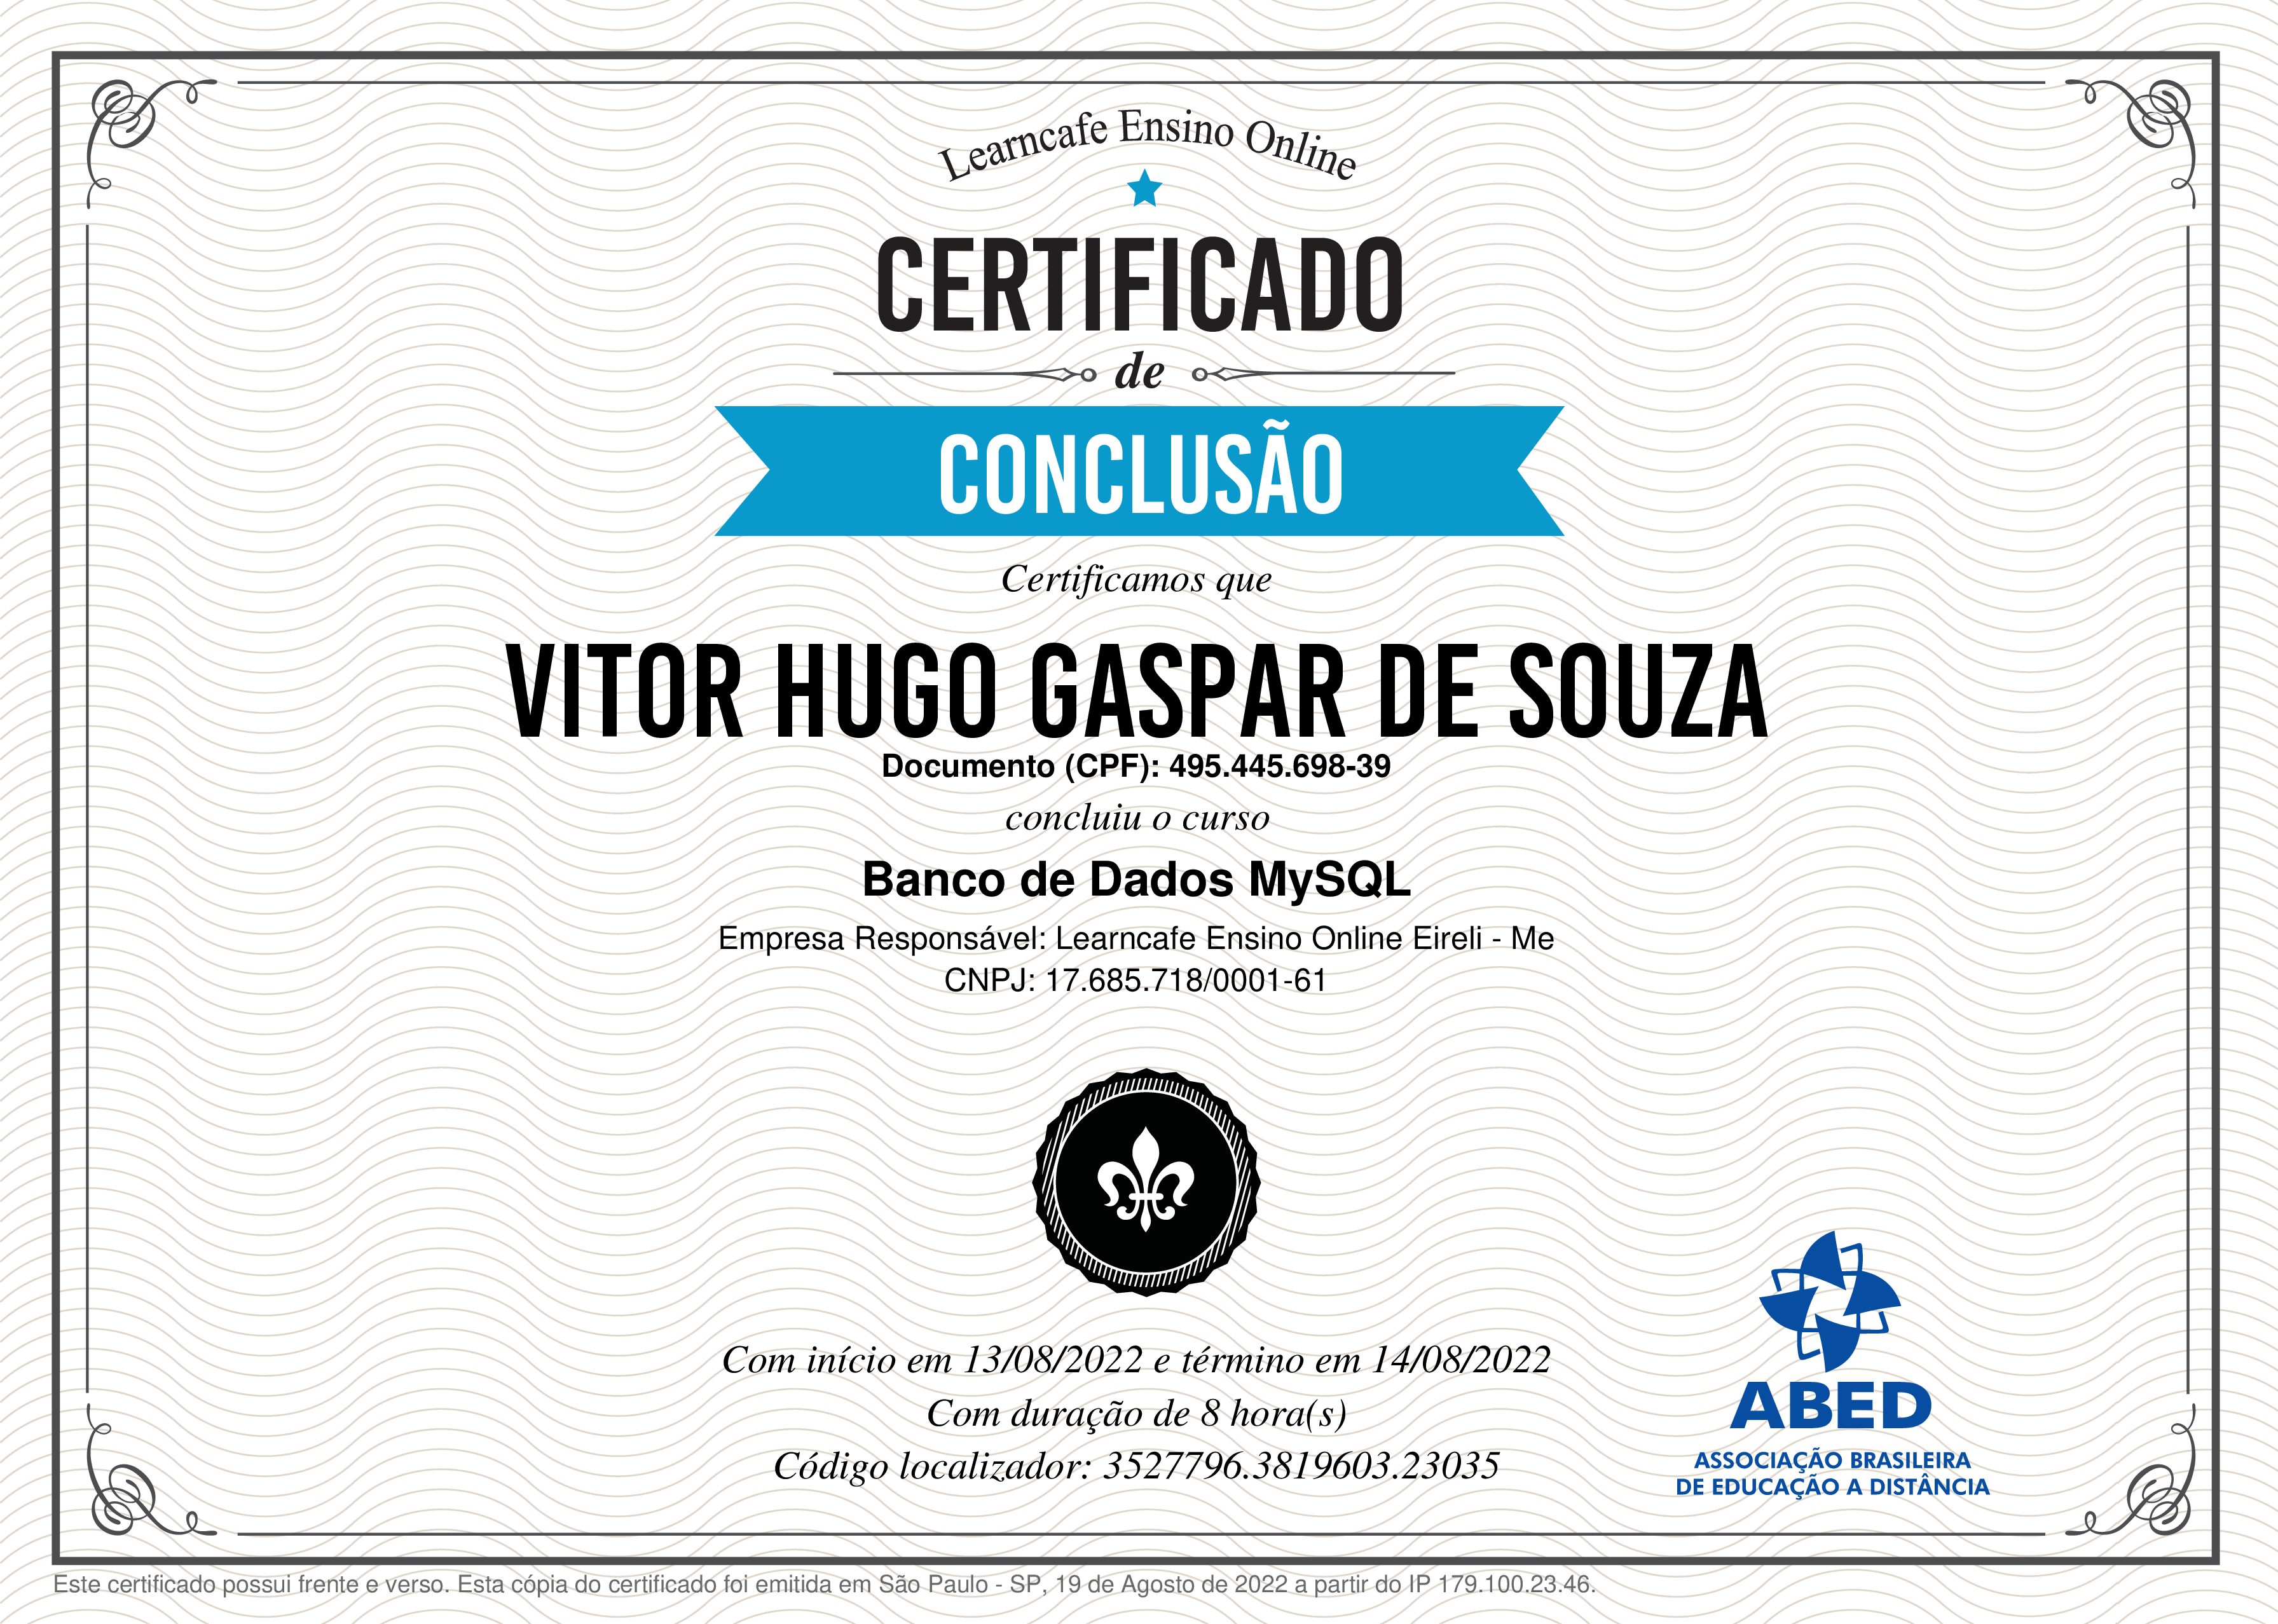 Learncafe Ensino Online
CERTIFICADO
de
CONCLUSÃO
Certificamos que
VITOR HUGO GASPAR DE SOUZA
Documento (CPF): 495.445.698-39
concluiu o curso
Banco de Dados MySQL
Empresa Responsável: Learncafe Ensino Online Eireli - Me
CNPJ: 17.685.718/0001-61
Com início em 13/08/2022 e término em 14/08/2022
Com duração de 8 hora(s)
Código localizador: 3527796.3819603.23035
ABED
ASSOCIAÇÃO BRASILEIRA
DE EDUCAÇÃO A DISTÂNCIA
Este certificado possui frente e verso. Esta cópia do certificado foi emitida em São Paulo - SP, 19 de Agosto de 2022 a partir do IP 179.100.23.46.